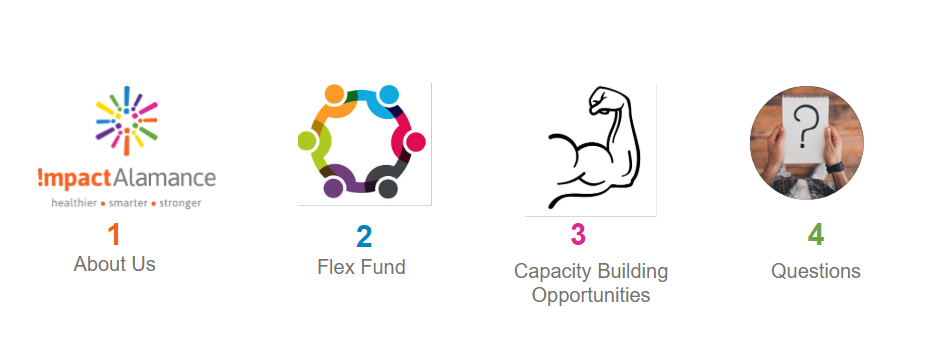 !mpactAlamance
healthier • smarter • stronger
1
About Us
2
Flex Fund
3
Capacity Building
Opportunities
?
4
Questions